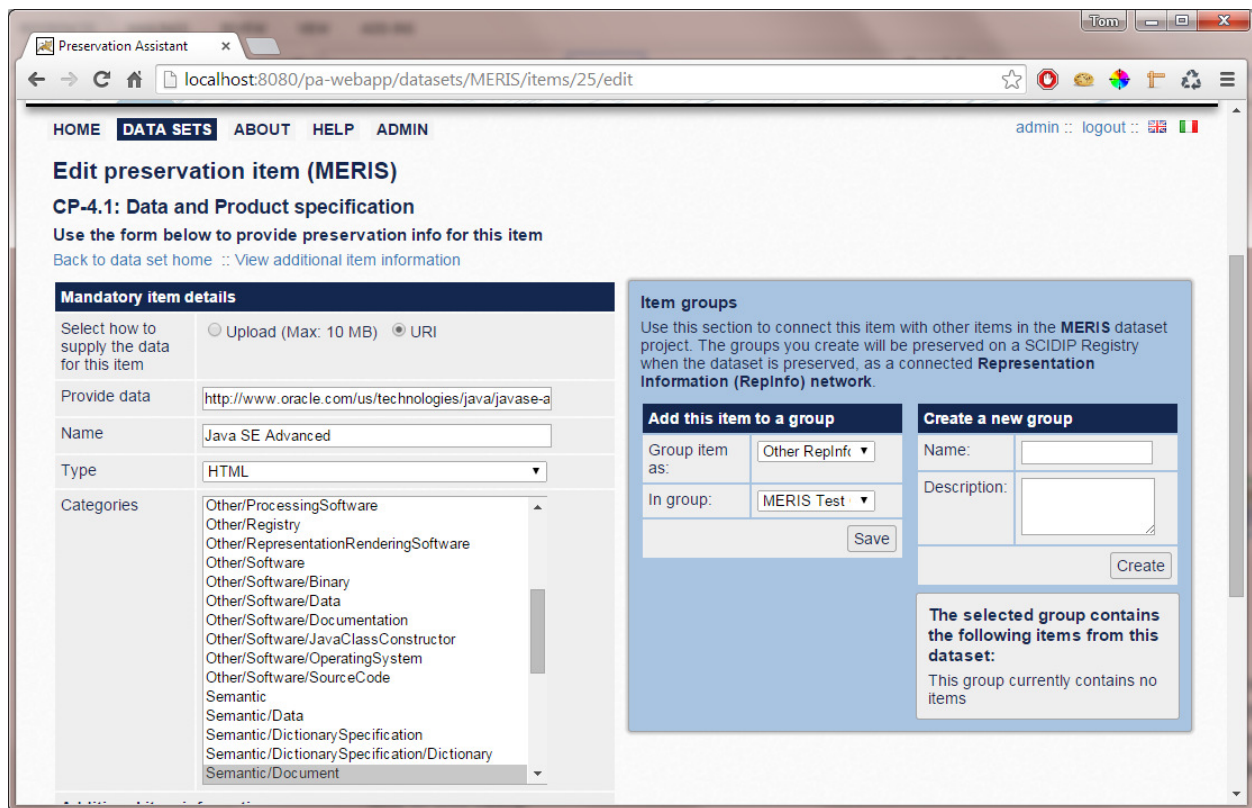 Tom
Preservation Assistant
localhost:8080/pa-webapp/datasets/MERIS/items/25/edit
HOME DATA SETS ABOUT HELP ADMIN
admin :: logout ::
Edit preservation item (MERIS)
CP-4.1: Data and Product specification
Use the form below to provide preservation info for this item
Back to data set home :: View additional item information
Mandatory item details
Select how to
supply the data
for this item
Upload (Max: 10 MB) URI
Provide data
http://www.oracle.com/us/technologies/java/javase-a
Name
Java SE Advanced
Type
HTML
Categories
Other/ProcessingSoftware
Other/Registry
Other/RepresentationRenderingSoftware
Other/Software
Other/Software/Binary
Other/Software/Data
Other/Software/Documentation
Other/Software/JavaClassConstructor
Other/Software/OperatingSystem
Other/Software/SourceCode
Semantic
Semantic/Data
Semantic/DictionarySpecification
Semantic/DictionarySpecification/Dictionary
Semantic/Document
Item groups
Use this section to connect this item with other items in the MERIS dataset
project. The groups you create will be preserved on a SCIDIP Registry
when the dataset is preserved, as a connected Representation
Information (RepInfo) network.
Add this item to a group
Group item
as:
Other RepInfo
In group:
MERIS Test
Save
Create a new group
Name:
Description:
Create
The selected group contains
the following items from this
dataset:
This group currently contains no
items